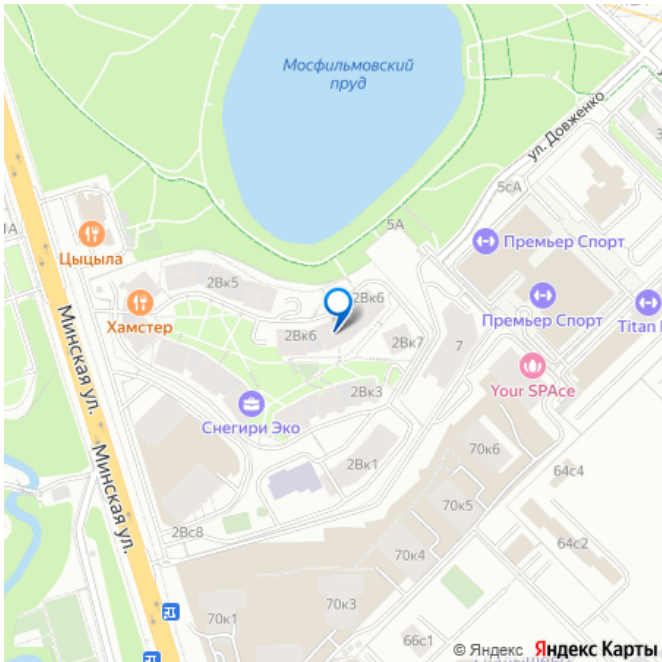 Мосфильмовский
пруд
ул. Довженко
5сА
5А
Премьер Спорт
Цыцыла
2Вк5
2Вк6
Премьер Спорт
Хамстер
2Вк6
Titan
2Вк7
7
Минская ул.
Your SPAce
2Вк3
Снегири Эко
70к6
2Вк1
64с4
Минская ул.
70к5
2Вс8
64с2
70к4
70к1
70к3
66с1
© Яндекс Яндекс Карты